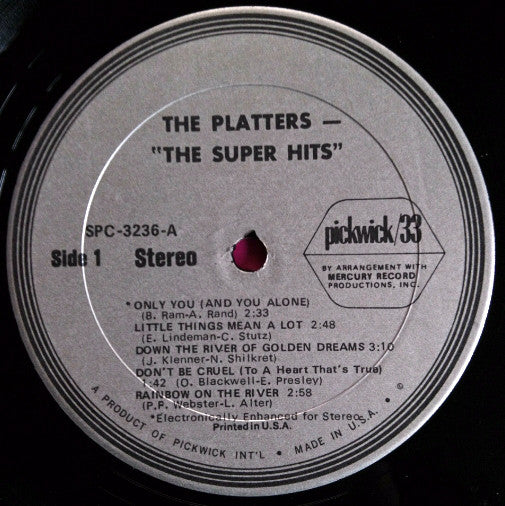 THE PLATTERS —
"THE SUPER HITS"
SPC-3236-A
Side 1 Stereo
pickwick/33
BY ARRANGEMENT WITH
MERCURY RECORD
PRODUCTIONS, INC.
*ONLY YOU (AND YOU ALONE)
(B. Ram-A. Rand) 2:33
LITTLE THINGS MEAN A LOT 2:48
(E. Lindeman-C. Stutz)
DOWN THE RIVER OF GOLDEN DREAMS 3:10
(J. Klenner-N. Shilkret)
DON'T BE CRUEL (To A Heart That's True)
1:42 (O. Blackwell-E. Presley)
RAINBOW ON THE RIVER 2:58
(P.P. Webster-L. Alter)
*Electronically Enhanced for Stereo
Printed in U.S.A.
A PRODUCT OF PICKWICK INT'L • MADE IN U.S.A. • ©